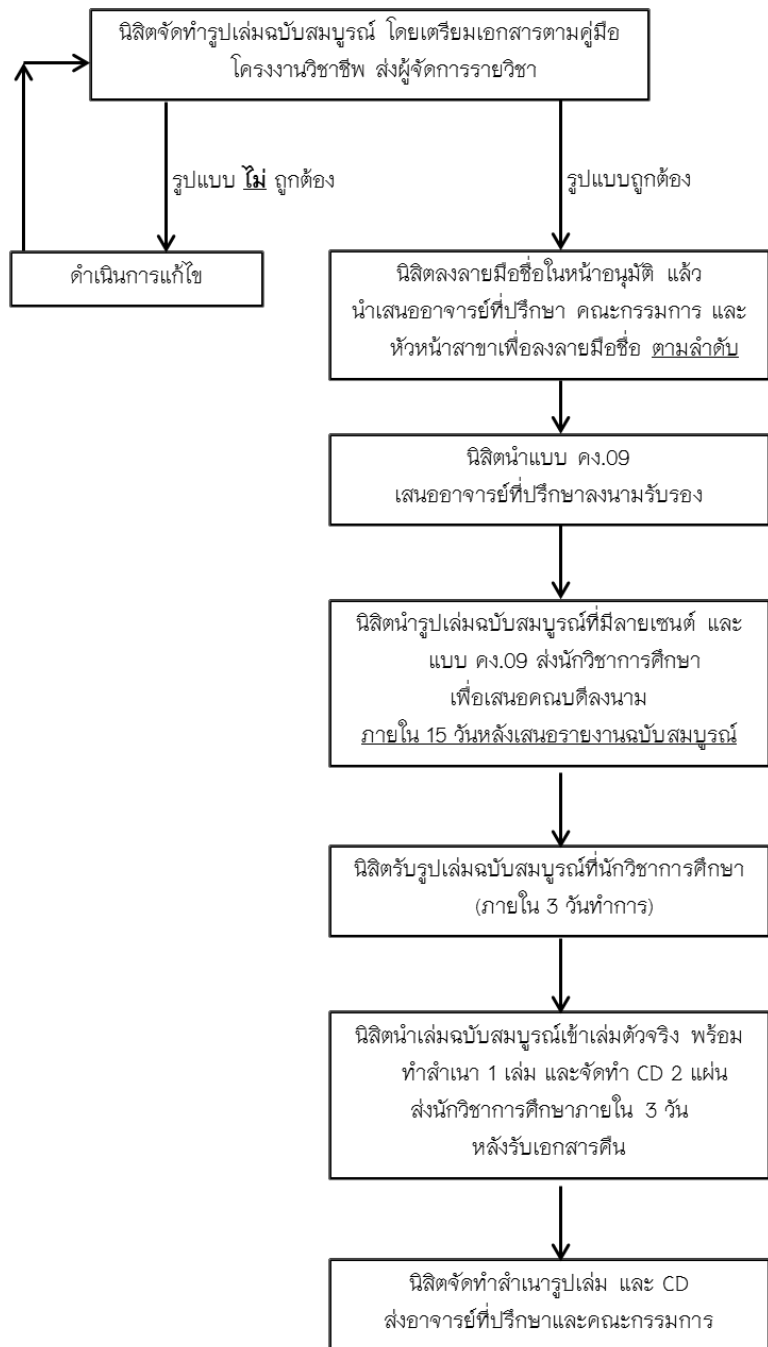 นิสิตจัดทำรูปเล่มฉบับสมบูรณ์ โดยเตรียมเอกสารตามคู่มือ
โครงงานวิชาชีพ ส่งผู้จัดการรายวิชา
รูปแบบ ไม่ ถูกต้อง
รูปแบบถูกต้อง
ดำเนินการแก้ไข
นิสิตลงลายมือชื่อในหน้าอนุมัติ แล้ว
นำเสนออาจารย์ที่ปรึกษา คณะกรรมการ และ
หัวหน้าสาขาเพื่อลงลายมือชื่อ ตามลำดับ
นิสิตนำแบบ คง.09
เสนออาจารย์ที่ปรึกษาลงนามรับรอง
นิสิตนำรูปเล่มฉบับสมบูรณ์ที่มีลายเซนต์ และ
แบบ คง.09 ส่งนักวิชาการศึกษา
เพื่อเสนอคณบดีลงนาม
ภายใน 15 วันหลังเสนอรายงานฉบับสมบูรณ์
นิสิตรับรูปเล่มฉบับสมบูรณ์ที่นักวิชาการศึกษา
(ภายใน 3 วันทำการ)
นิสิตนำเล่มฉบับสมบูรณ์เข้าเล่มตัวจริง พร้อม
ทำสำเนา 1 เล่ม และจัดทำ CD 2 แผ่น
ส่งนักวิชาการศึกษาภายใน 3 วัน
หลังรับเอกสารคืน
นิสิตจัดทำสำเนารูปเล่ม และ CD
ส่งอาจารย์ที่ปรึกษาและคณะกรรมการ